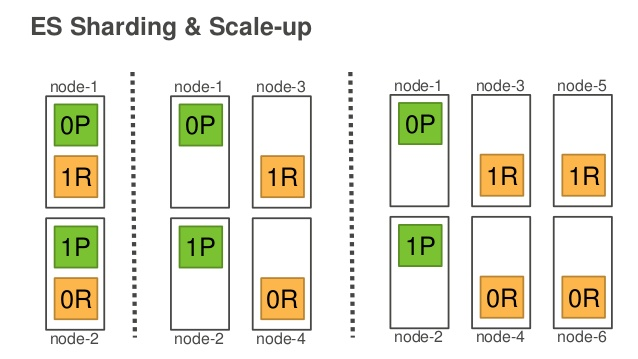 ES Sharding & Scale-up
node-1
0P
1R
1P
0R
node-2
node-1 node-3
0P
1R
1P
0R
node-2 node-4
node-1 node-3 node-5
0P
1R 1R
1P
0R 0R
node-2 node-4 node-6